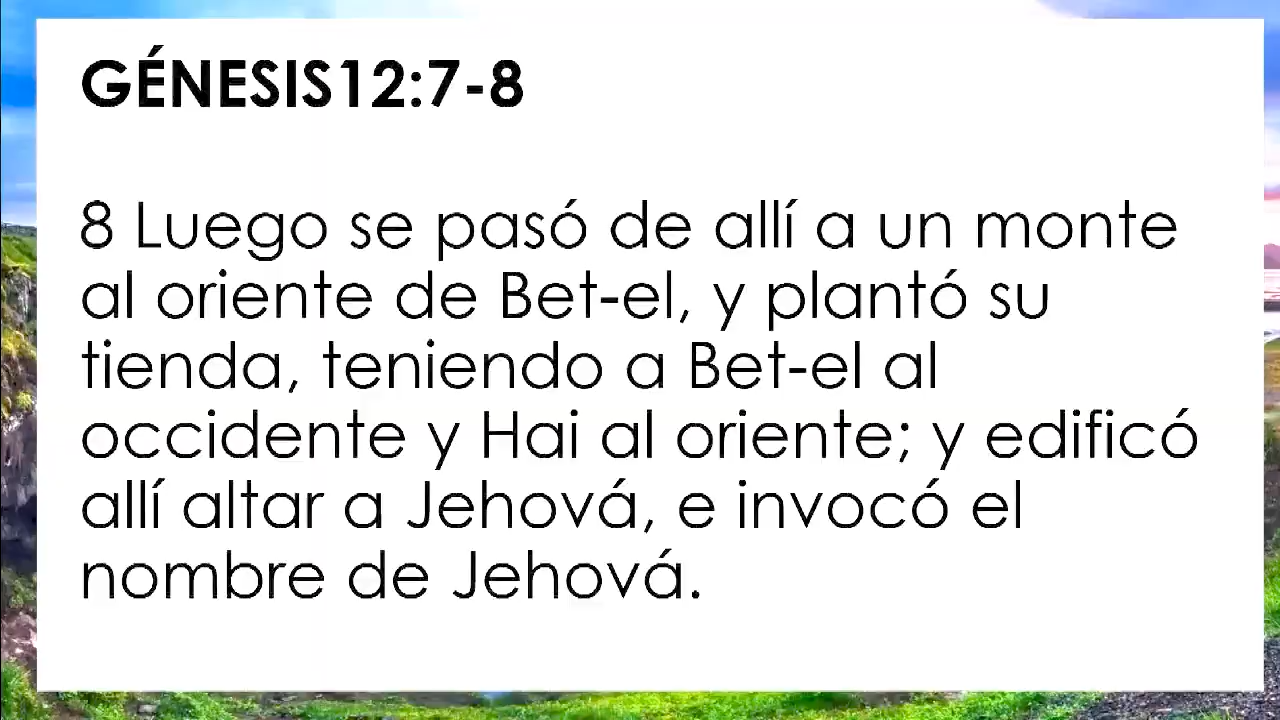 GÉNESIS12:7-8
8 Luego se pasó de allí a un monte
al oriente de Bet-el, y plantó su
tienda, teniendo a Bet-el al
occidente y Hai al oriente; y edificó
allí altar a Jehová, e invocó el
nombre de Jehová.